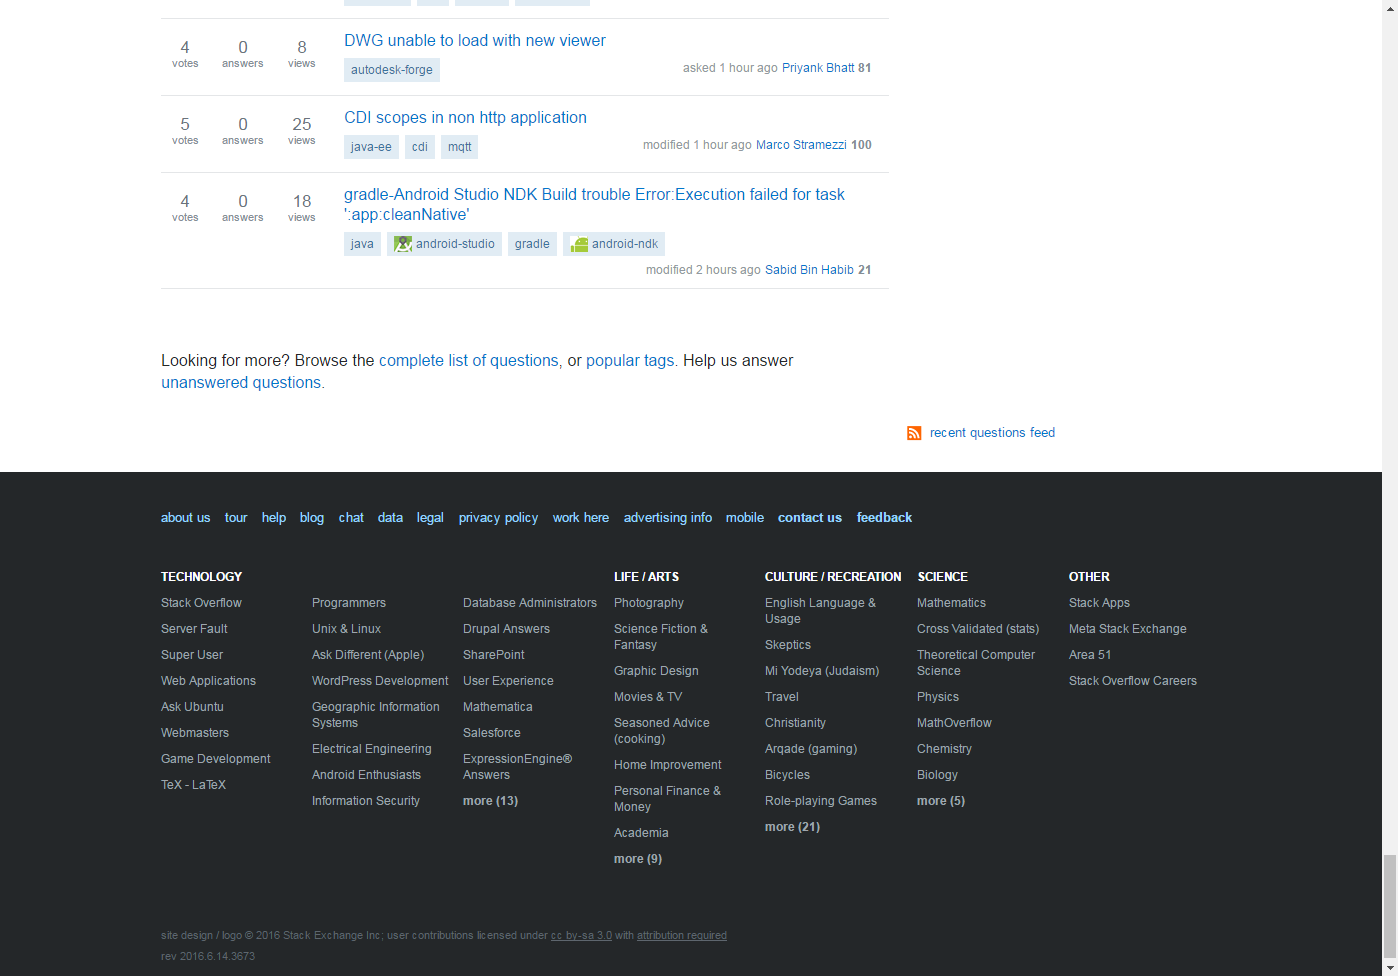 4 0 8 DWG unable to load with new viewer
votes answers views
autodesk-forge asked 1 hour ago Priyank Bhatt 81
5 0 25 CDI scopes in non http application
votes answers views
java-ee cdi mqtt modified 1 hour ago Marco Stramezzi 100
4 0 18 gradle-Android Studio NDK Build trouble Error:Execution failed for task
votes answers views ':app:cleanNative'
java android-studio gradle android-ndk
modified 2 hours ago Sabid Bin Habib 21
Looking for more? Browse the complete list of questions, or popular tags. Help us answer
unanswered questions.
recent questions feed
about us tour help blog chat data legal privacy policy work here advertising info mobile contact us feedback
TECHNOLOGY
Stack Overflow
Server Fault
Super User
Web Applications
Ask Ubuntu
Webmasters
Game Development
TeX - LaTeX
Programmers
Unix & Linux
Ask Different (Apple)
WordPress Development
Geographic Information
Systems
Electrical Engineering
Android Enthusiasts
Information Security
Database Administrators
Drupal Answers
SharePoint
User Experience
Mathematica
Salesforce
ExpressionEngine®
Answers
more (13)
LIFE / ARTS
Photography
Science Fiction &
Fantasy
Graphic Design
Movies & TV
Seasoned Advice
(cooking)
Home Improvement
Personal Finance &
Money
Academia
more (9)
CULTURE / RECREATION
English Language &
Usage
Skeptics
Mi Yodeya (Judaism)
Travel
Christianity
Arqade (gaming)
Bicycles
Role-playing Games
more (21)
SCIENCE
Mathematics
Cross Validated (stats)
Theoretical Computer
Science
Physics
MathOverflow
Chemistry
Biology
more (5)
OTHER
Stack Apps
Meta Stack Exchange
Area 51
Stack Overflow Careers
site design / logo © 2016 Stack Exchange Inc; user contributions licensed under cc by-sa 3.0 with attribution required
rev 2016.6.14.3673